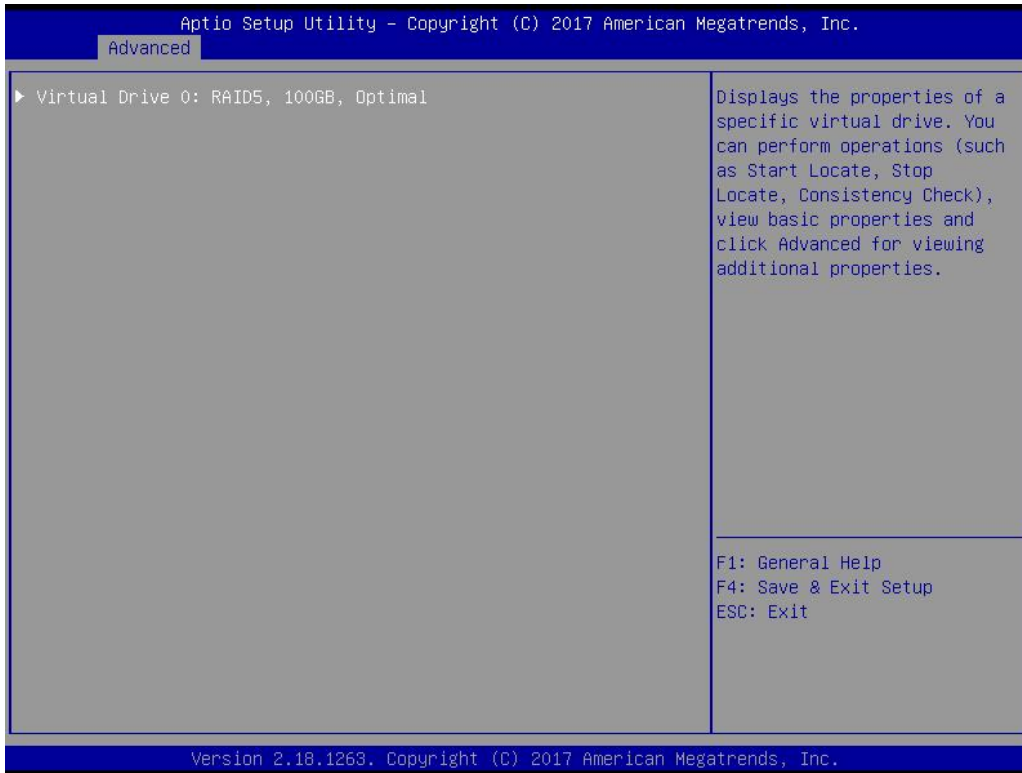 Aptio Setup Utility – Copyright (C) 2017 American Megatrends, Inc.
Advanced
▶ Virtual Drive 0: RAID5, 100GB, Optimal
Displays the properties of a
specific virtual drive. You
can perform operations (such
as Start Locate, Stop
Locate, Consistency Check),
view basic properties and
click Advanced for viewing
additional properties.
F1: General Help
F4: Save & Exit Setup
ESC: Exit
Version 2.18.1263. Copyright (C) 2017 American Megatrends, Inc.